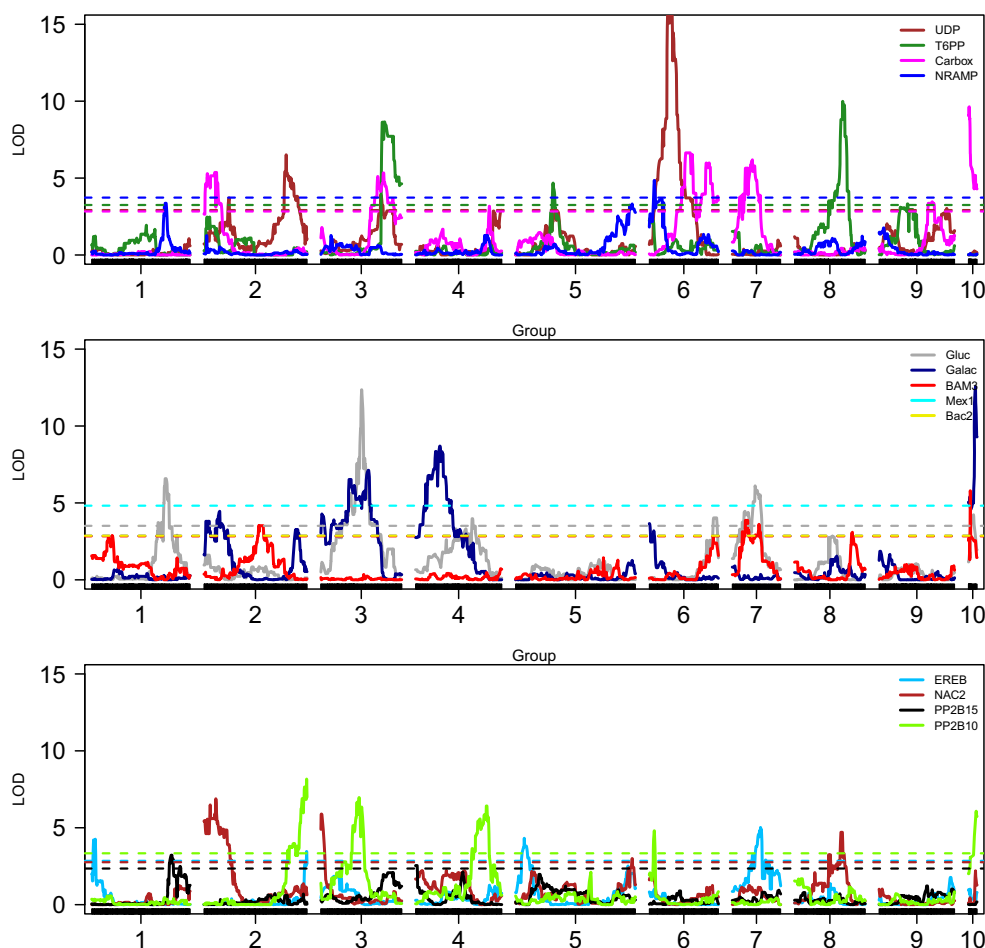 15
10
5
0
LOD
UDP
T6PP
Carbox
NRAMP
1 2 3 4 5 6 7 8 9 10
Group
15
10
5
0
LOD
Gluc
Galac
BAM3
Mex1
Bac2
1 2 3 4 5 6 7 8 9 10
Group
15
10
5
0
LOD
EREB
NAC2
PP2B15
PP2B10
1 2 3 4 5 6 7 8 9 10